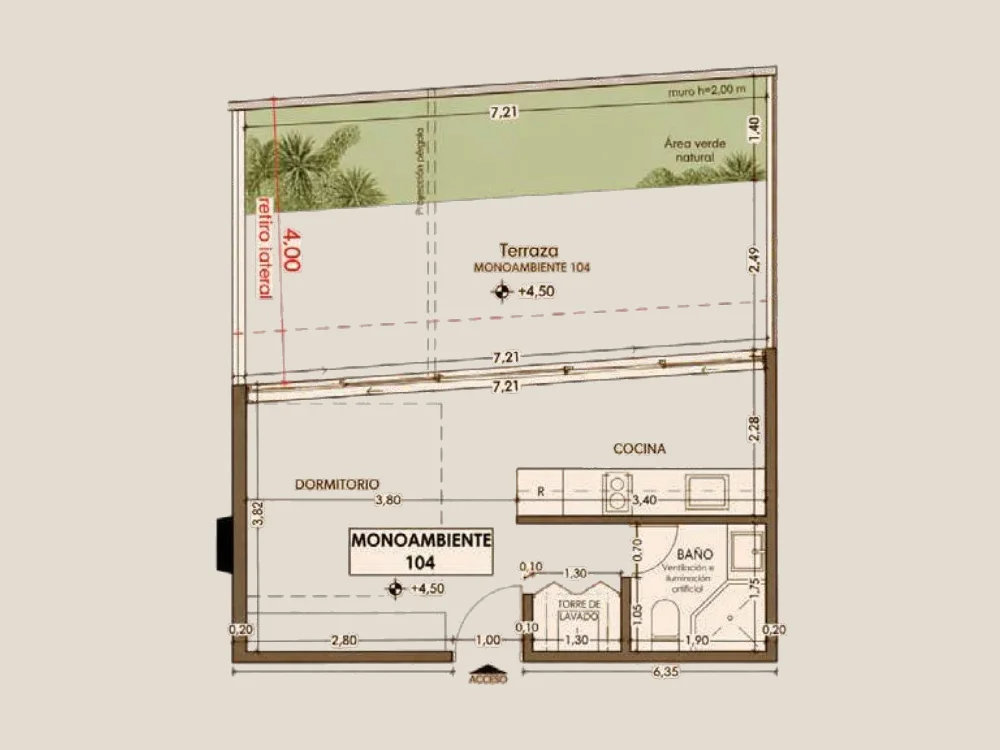 muro h=2,00 m
7,21
1,40
Área verde
natural
Proyección pérgola
retiro lateral
4,00
Terraza
MONOAMBIENTE 104
+4,50
2,49
7,21
7,21
2,28
COCINA
DORMITORIO
3,80
R
3,40
3,82
MONOAMBIENTE
104
+4,50
0,70
BAÑO
Ventilación e
iluminación
artificial
1,75
0,10
1,30
TORRE DE
LAVADO
1,05
0,20
2,80
1,00
0,10
1,30
1,90
0,20
ACCESO
6,35